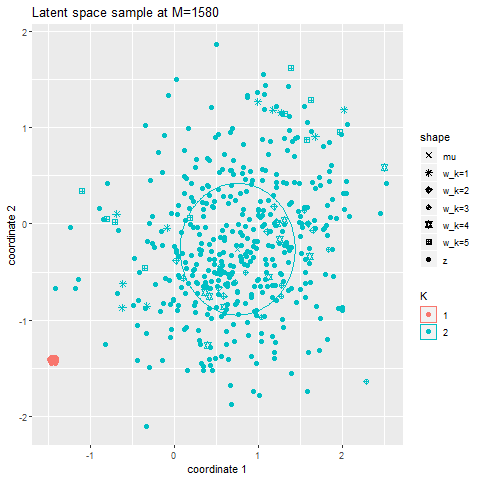 Latent space sample at M=1580
2
1
0
-1
-2
coordinate 2
-1
0
1
2
coordinate 1
shape
mu
w_k=1
w_k=2
w_k=3
w_k=4
w_k=5
z
K
1
2